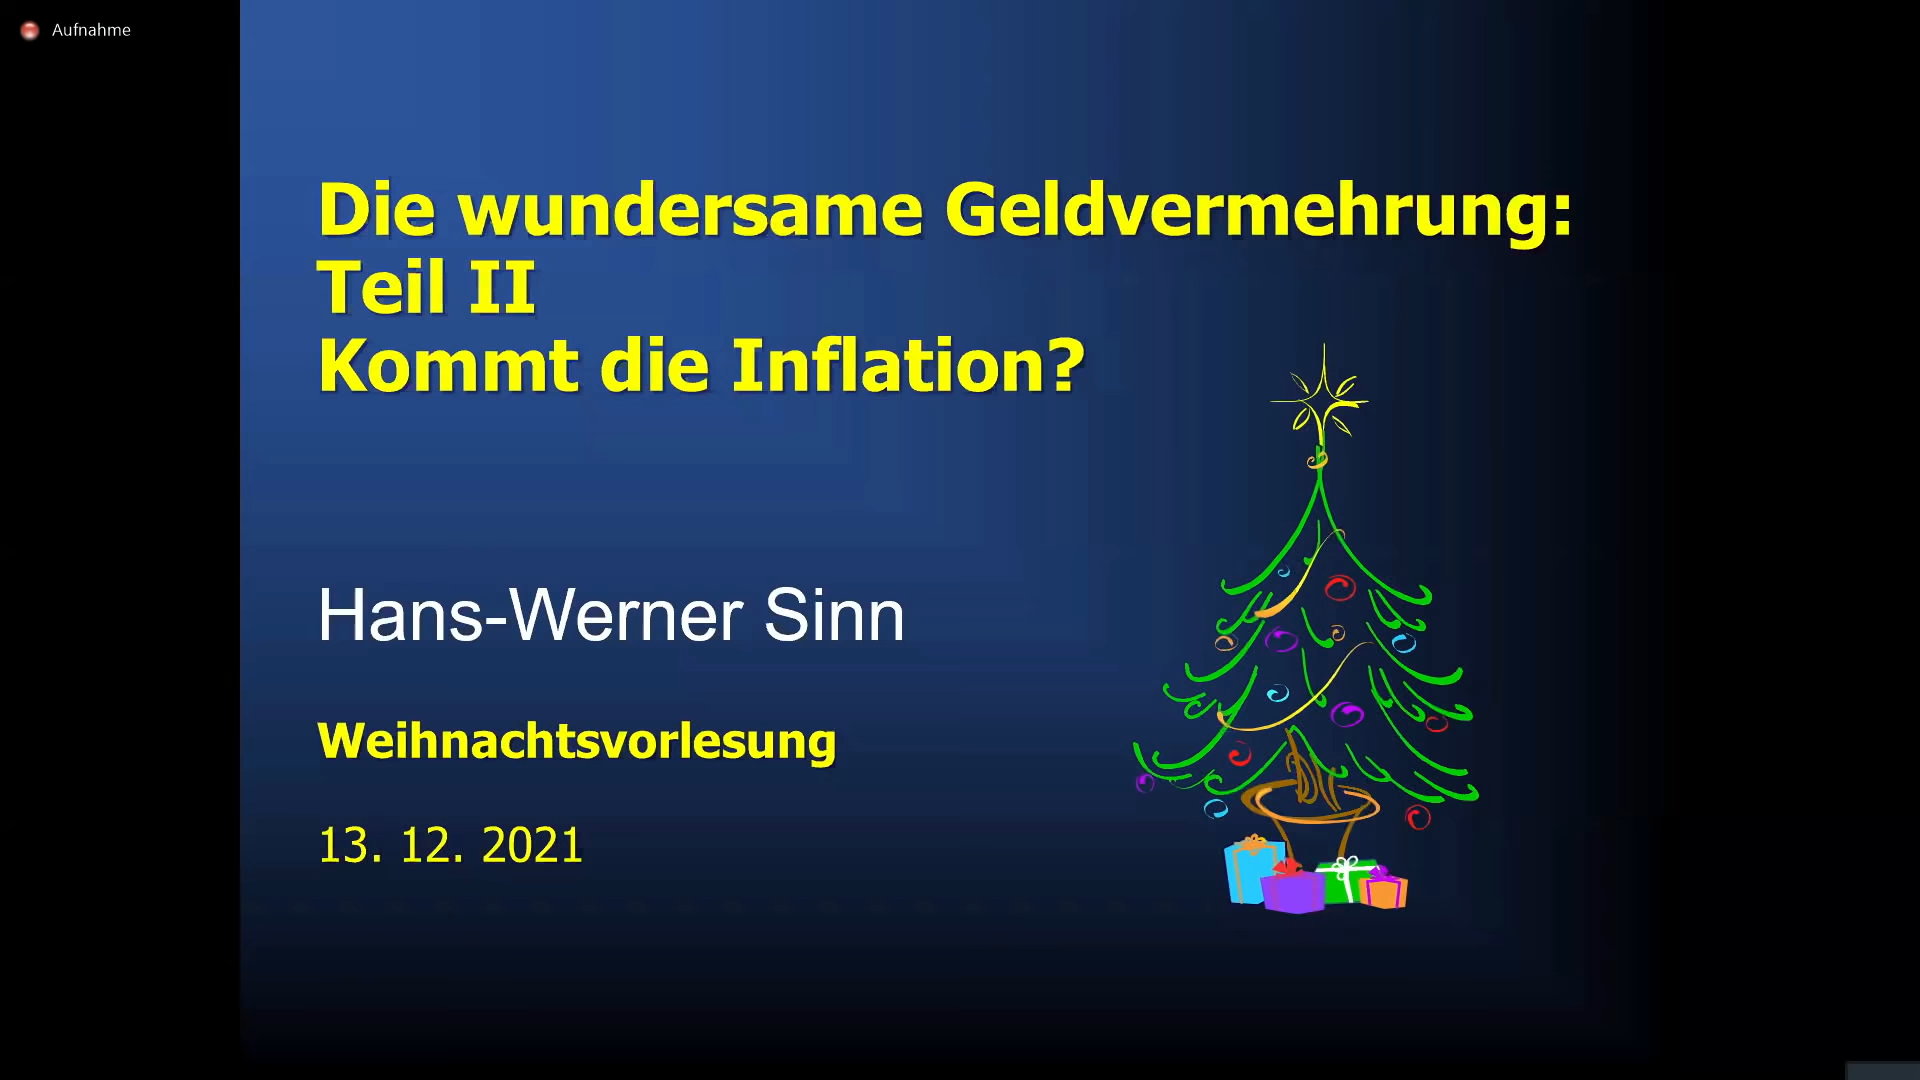 Aufnahme
Die wundersame Geldvermehrung:
Teil II
Kommt die Inflation?
Hans-Werner Sinn
Weihnachtsvorlesung
13. 12. 2021